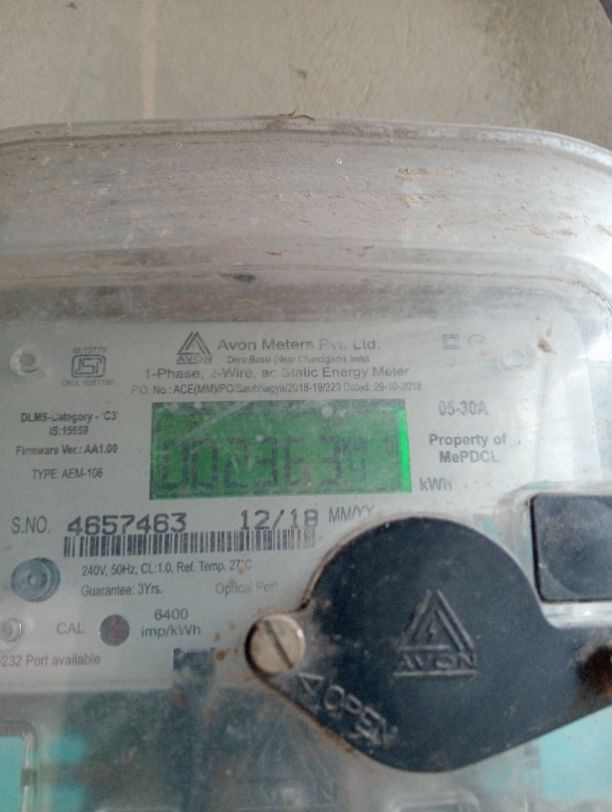 IS:13779
ISI
AVON
Avon Meters Pvt. Ltd.
Dera Bassi (Near Chandigarh), India
1-Phase, 2-Wire, ac Static Energy Meter
P.O. No.: ACE(MM)/PO/Saubhagya/2018-19/223 Dated: 29-10-2018
DLMS-Category - 'C3'
IS:15959
Firmware Ver.: AA1.00
TYPE: AEM-106
05-30A
Property of
MePDCL
kWh
S.NO. 4657463 12/18 MM/YY
240V, 50Hz, CL:1.0, Ref. Temp. 27°C
Guarantee: 3Yrs. Optical Port
CAL 6400
imp/kWh
-232 Port available
AVON
OPEN